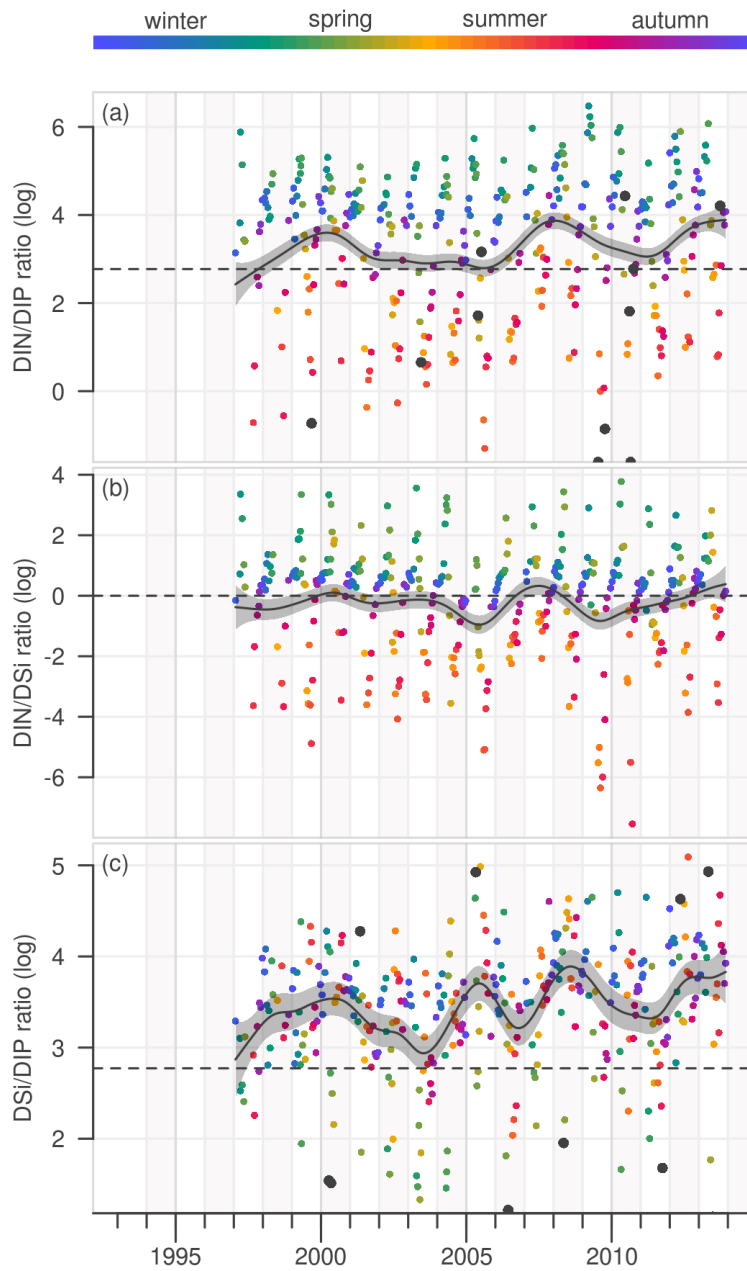 winter spring summer autumn
(a)
DIN/DIP ratio (log)
6
4
2
0
(b)
DIN/DSi ratio (log)
4
2
0
-2
-4
-6
(c)
DSi/DIP ratio (log)
5
4
3
2
1995 2000 2005 2010